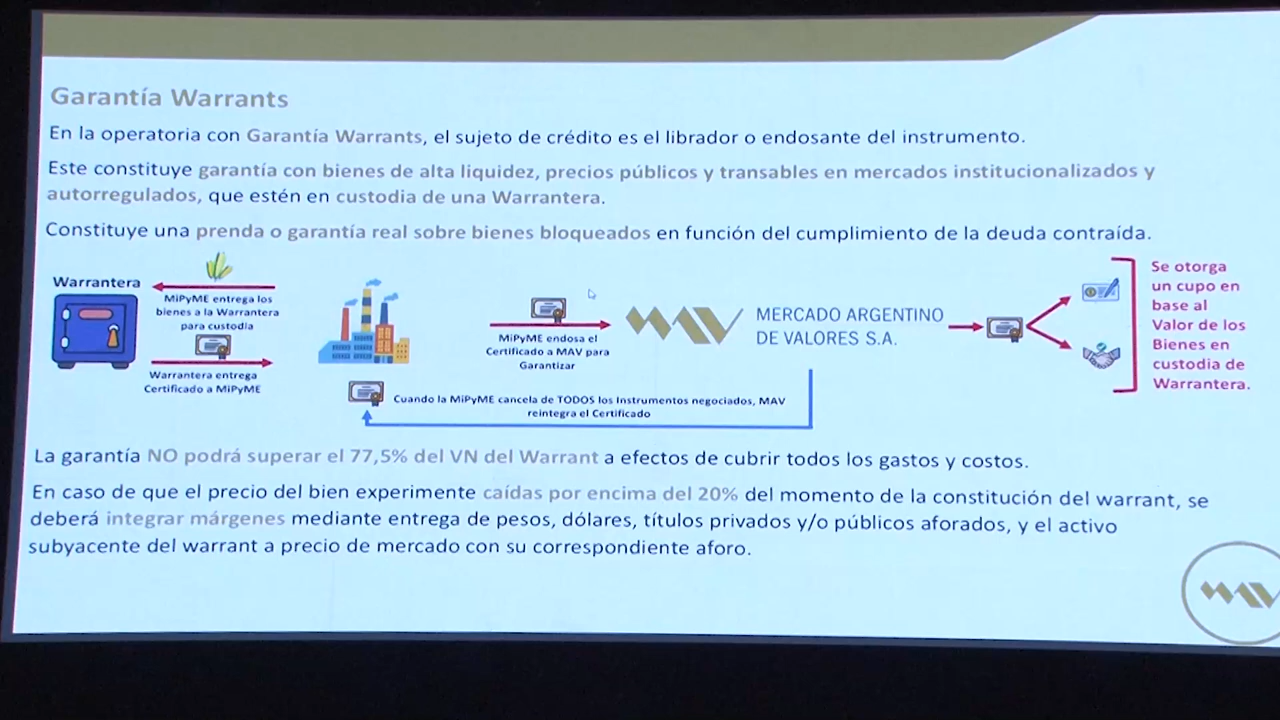 Garantía Warrants
En la operatoria con Garantía Warrants, el sujeto de crédito es el librador o endosante del instrumento.
Este constituye garantía con bienes de alta liquidez, precios públicos y transables en mercados institucionalizados y
autorregulados, que estén en custodia de una Warrantera.
Constituye una prenda o garantía real sobre bienes bloqueados en función del cumplimiento de la deuda contraída.
Warrantera
MiPyME entrega los
bienes a la Warrantera
para custodia
Warrantera entrega
Certificado a MiPyME
MiPyME endosa el
Certificado a MAV para
Garantizar
MAV
MERCADO ARGENTINO
DE VALORES S.A.
Se otorga
un cupo en
base al
Valor de los
Bienes en
custodia de
Warrantera.
Cuando la MiPyME cancela de TODOS los Instrumentos negociados, MAV
reintegra el Certificado
La garantía NO podrá superar el 77,5% del VN del Warrant a efectos de cubrir todos los gastos y costos.
En caso de que el precio del bien experimente caídas por encima del 20% del momento de la constitución del warrant, se
deberá integrar márgenes mediante entrega de pesos, dólares, títulos privados y/o públicos aforados, y el activo
subyacente del warrant a precio de mercado con su correspondiente aforo.
MAV